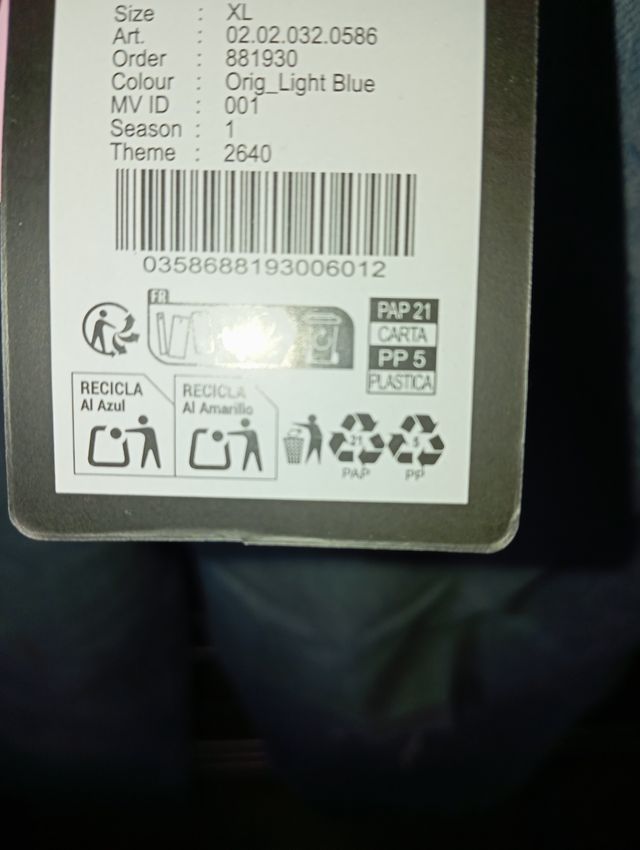 Size : XL
Art. : 02.02.032.0586
Order : 881930
Colour : Orig_Light Blue
MV ID : 001
Season : 1
Theme : 2640
0358688193006012
FR
PAP 21
CARTA
PP 5
PLASTICA
RECICLA
Al Azul
RECICLA
Al Amarillo
21
5
PAP
PP